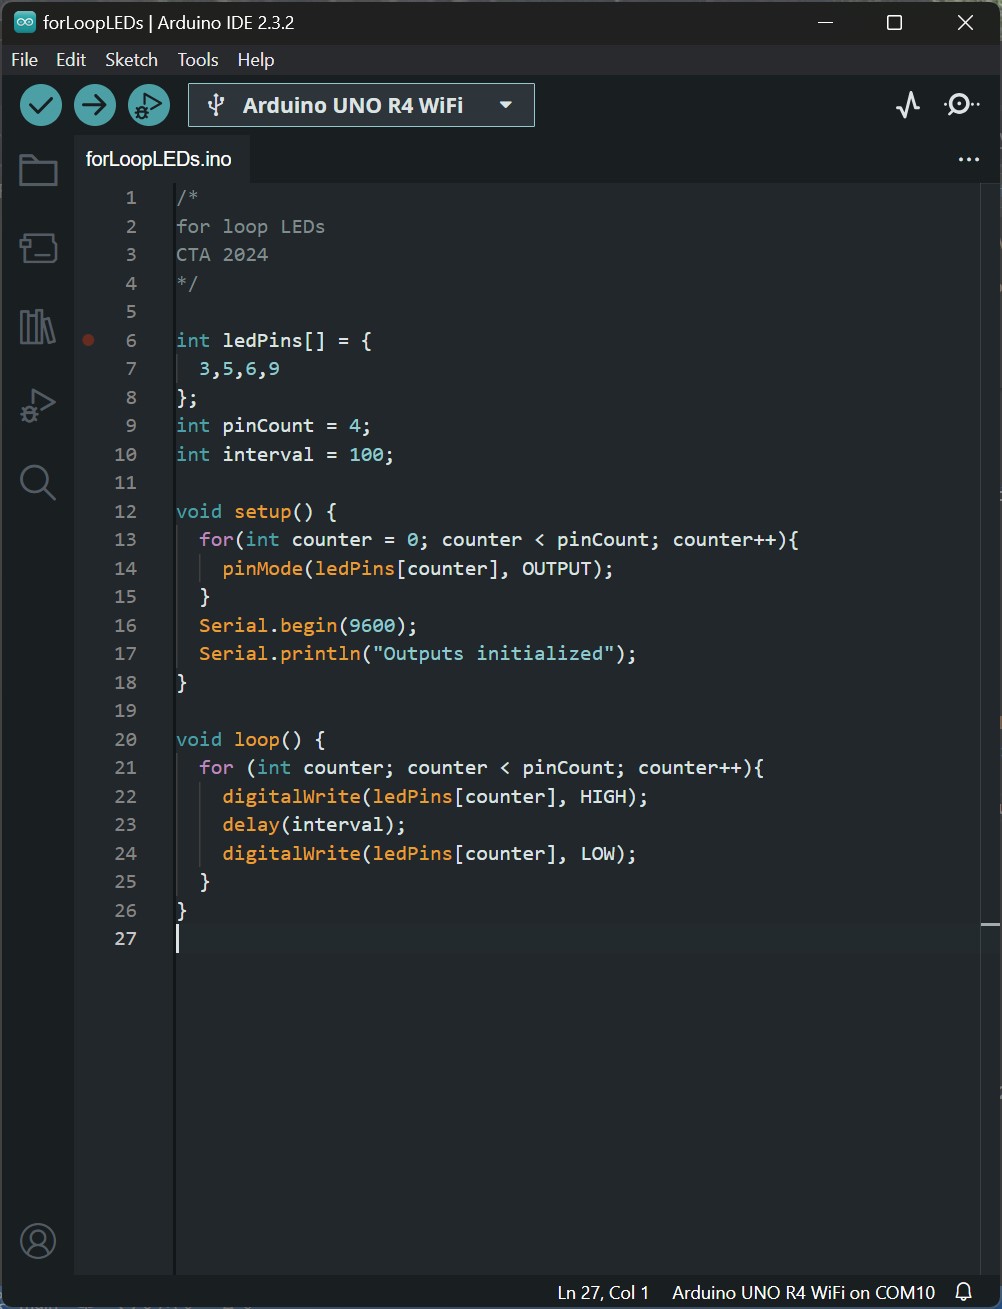 forLoopLEDs | Arduino IDE 2.3.2
File Edit Sketch Tools Help
Arduino UNO R4 WiFi
forLoopLEDs.ino
1 /*
2 for loop LEDs
3 CTA 2024
4 */
5
6 int ledPins[] = {
7 3,5,6,9
8 };
9 int pinCount = 4;
10 int interval = 100;
11
12 void setup() {
13 for(int counter = 0; counter < pinCount; counter++){
14 pinMode(ledPins[counter], OUTPUT);
15 }
16 Serial.begin(9600);
17 Serial.println("Outputs initialized");
18 }
19
20 void loop() {
21 for (int counter; counter < pinCount; counter++){
22 digitalWrite(ledPins[counter], HIGH);
23 delay(interval);
24 digitalWrite(ledPins[counter], LOW);
25 }
26 }
27
Ln 27, Col 1 Arduino UNO R4 WiFi on COM10